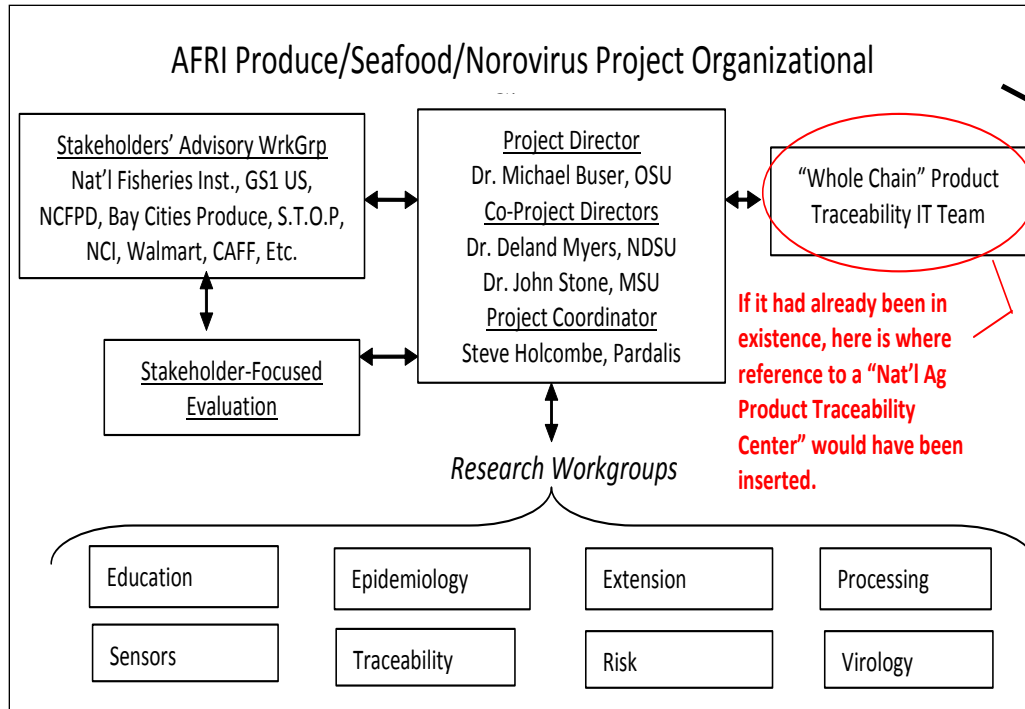 AFRI Produce/Seafood/Norovirus Project Organizational
Stakeholders' Advisory WrkGrp
Nat'l Fisheries Inst., GS1 US,
NCFPD, Bay Cities Produce, S.T.O.P,
NCI, Walmart, CAFF, Etc.
Project Director
Dr. Michael Buser, OSU
Co-Project Directors
Dr. Deland Myers, NDSU
Dr. John Stone, MSU
Project Coordinator
Steve Holcombe, Pardalis
“Whole Chain” Product
Traceability IT Team
Stakeholder-Focused
Evaluation
If it had already been in
existence, here is where
reference to a “Nat'l Ag
Product Traceability
Center” would have been
inserted.
Research Workgroups
Education
Epidemiology
Extension
Processing
Sensors
Traceability
Risk
Virology